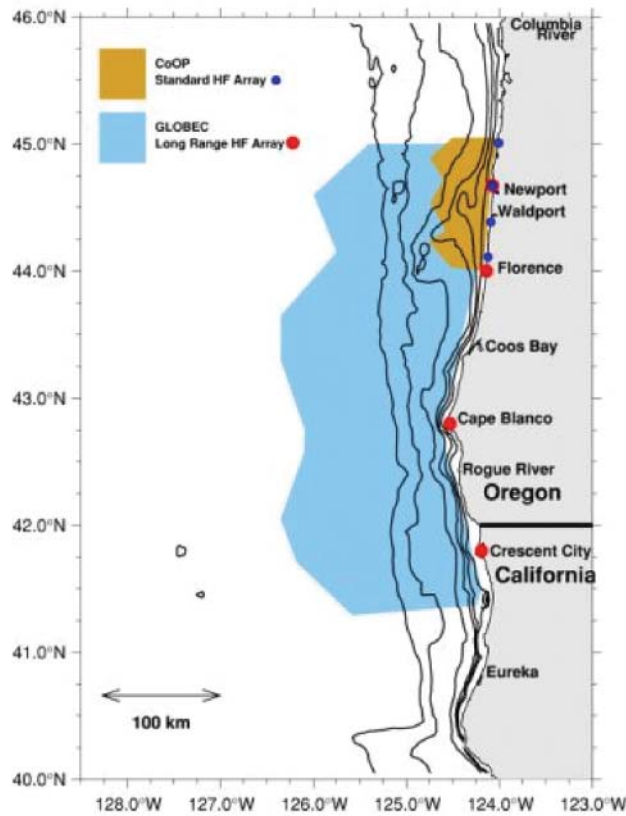 46.0°N
Columbia
River
CoOP
Standard HF Array
45.0°N
GLOBEC
Long Range HF Array
Newport
Waldport
44.0°N
Florence
Coos Bay
43.0°N
Cape Blanco
Rogue River
Oregon
42.0°N
Crescent City
California
41.0°N
Eureka
100 km
40.0°N
128.0°W 127.0°W 126.0°W 125.0°W 124.0°W 123.0°W